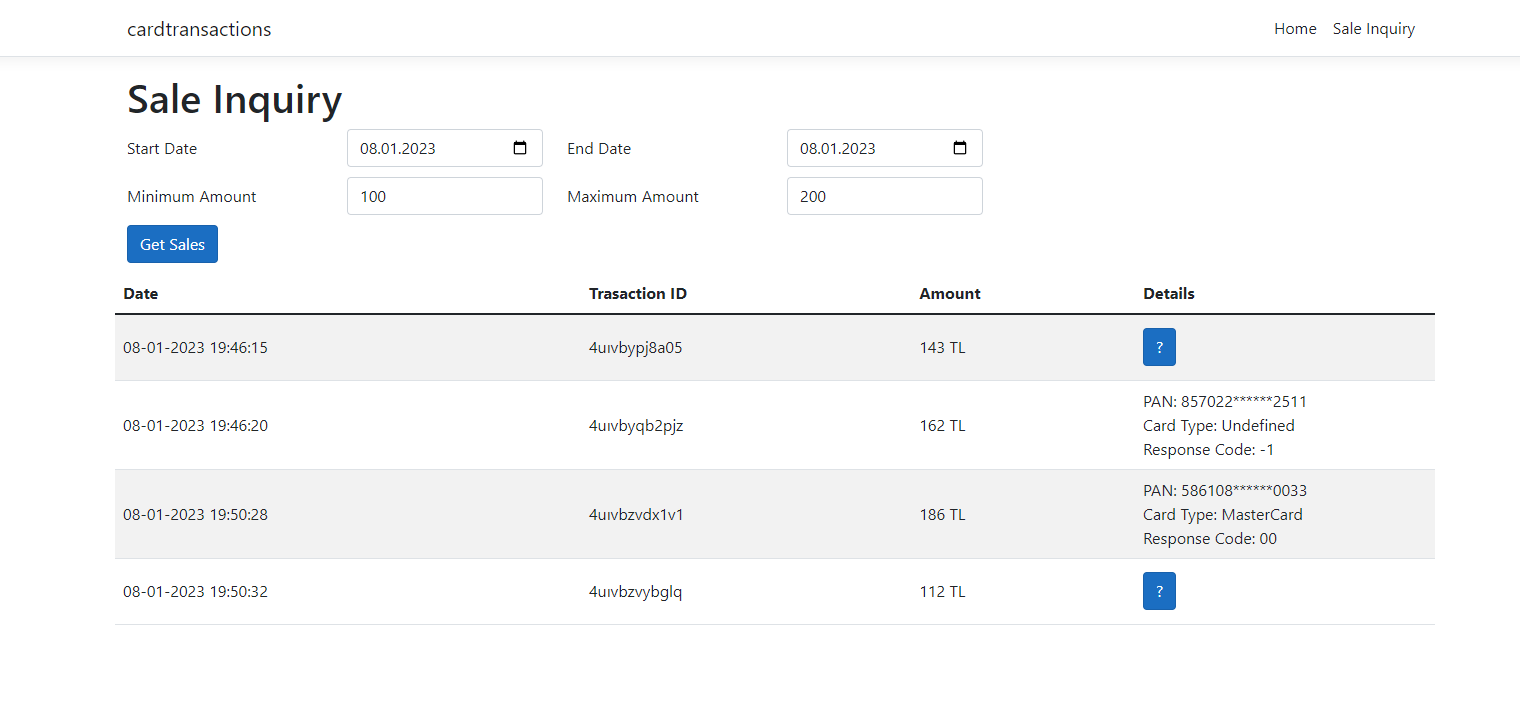 cardtransactions Home Sale Inquiry
Sale Inquiry
Start Date 08.01.2023 End Date 08.01.2023
Minimum Amount 100 Maximum Amount 200
Get Sales
Date Trasaction ID Amount Details
08-01-2023 19:46:15 4uıvbypj8a05 143 TL ?
08-01-2023 19:46:20 4uıvbyqb2pjz 162 TL PAN: 857022******2511
Card Type: Undefined
Response Code: -1
08-01-2023 19:50:28 4uıvbzvdx1v1 186 TL PAN: 586108******0033
Card Type: MasterCard
Response Code: 00
08-01-2023 19:50:32 4uıvbzvybglq 112 TL ?